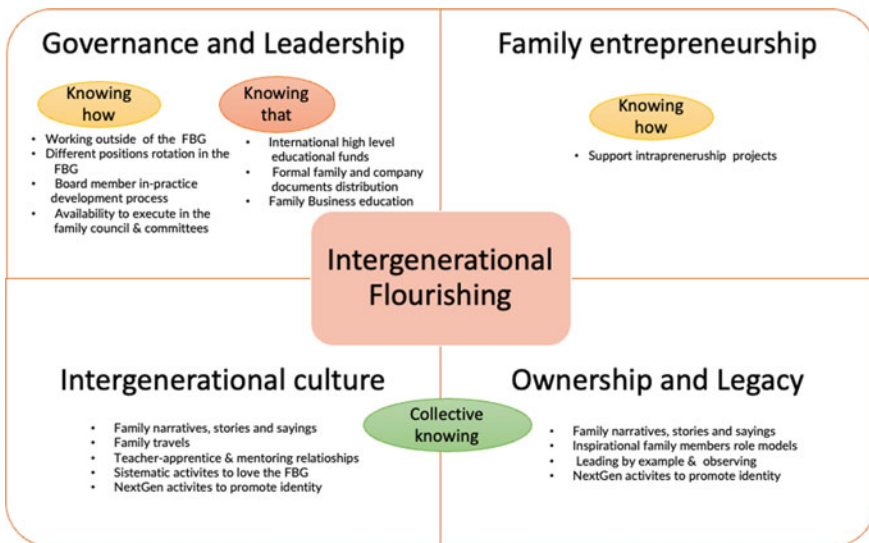 Governance and Leadership
Knowing
how
• Working outside of the FBG
• Different positions rotation in the
FBG
• Board member in-practice
development process
• Availability to execute in the
family council & committees
Knowing
that
• International high level
educational funds
• Formal family and company
documents distribution
• Family Business education
Family entrepreneurship
Knowing
how
• Support intrapreneruship projects
Intergenerational
Flourishing
Intergenerational culture
• Family narratives, stories and sayings
• Family travels
• Teacher-apprentice & mentoring relatioships
• Sistematic activites to love the FBG
• NextGen activites to promote identity
Collective
knowing
Ownership and Legacy
• Family narratives, stories and sayings
• Inspirational family members role models
• Leading by example & observing
• NextGen activites to promote identity